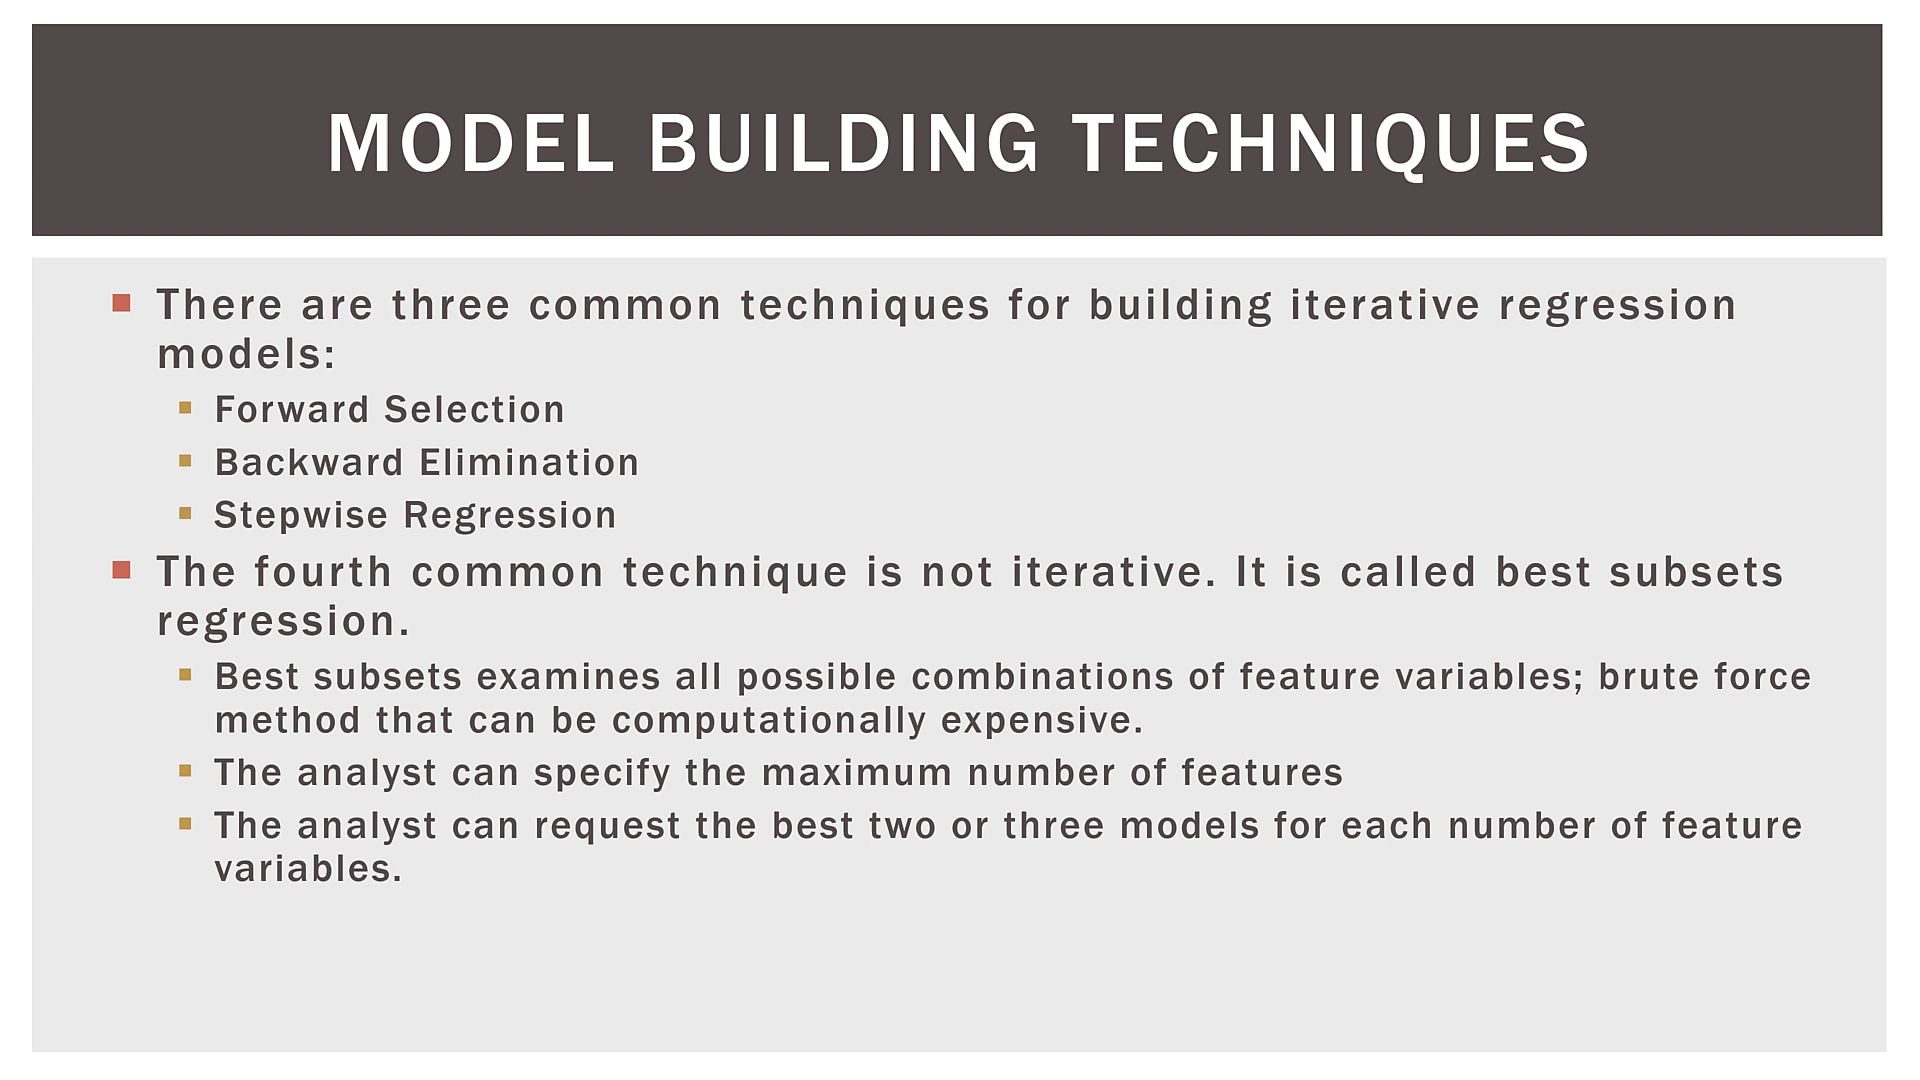 MODEL BUILDING TECHNIQUES
There are three common techniques for building iterative regression
models:
Forward Selection
Backward Elimination
Stepwise Regression
The fourth common technique is not iterative. It is called best subsets
regression.
Best subsets examines all possible combinations of feature variables; brute force
method that can be computationally expensive.
The analyst can specify the maximum number of features
The analyst can request the best two or three models for each number of feature
variables.